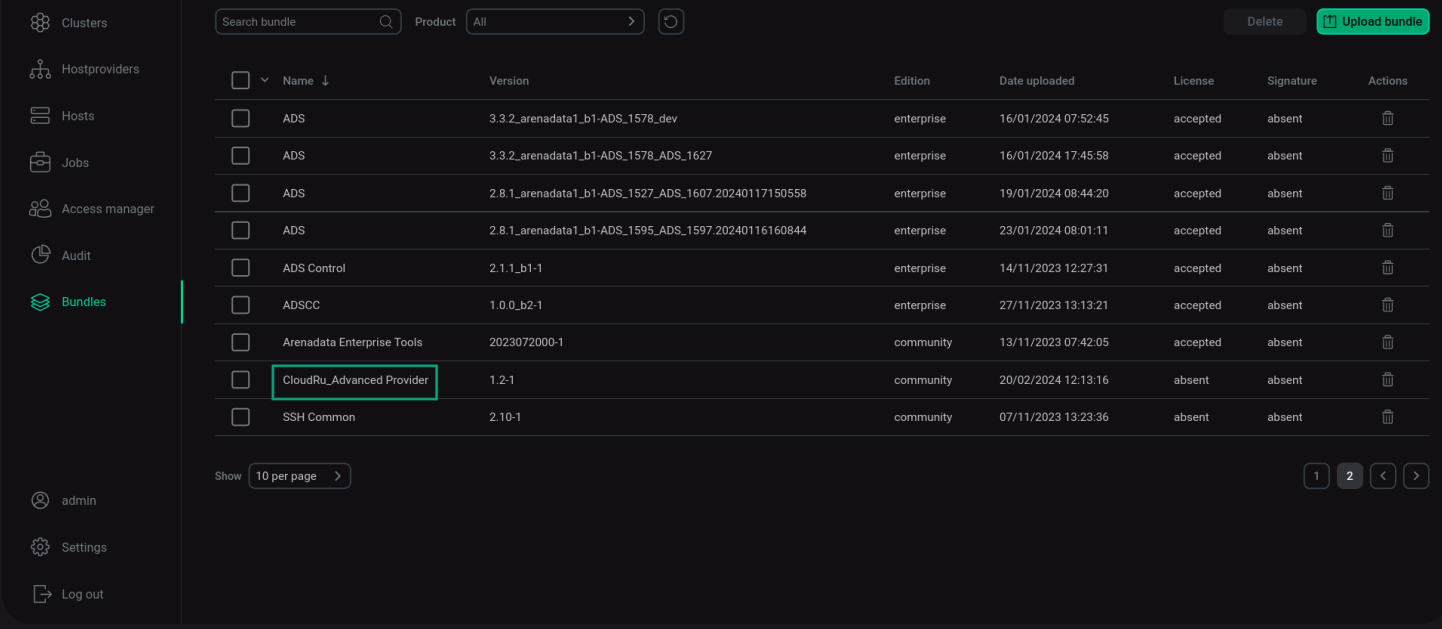 Clusters
Hostproviders
Hosts
Jobs
Access manager
Audit
Bundles
admin
Settings
Log out
Search bundle Product All Delete Upload bundle
Name Version Edition Date uploaded License Signature Actions
ADS 3.3.2_arenadata1_b1-ADS_1578_dev enterprise 16/01/2024 07:52:45 accepted absent
ADS 3.3.2_arenadata1_b1-ADS_1578_ADS_1627 enterprise 16/01/2024 17:45:58 accepted absent
ADS 2.8.1_arenadata1_b1-ADS_1527_ADS_1607.20240117150558 enterprise 19/01/2024 08:44:20 accepted absent
ADS 2.8.1_arenadata1_b1-ADS_1595_ADS_1597.20240116160844 enterprise 23/01/2024 08:01:11 accepted absent
ADS Control 2.1.1_b1-1 enterprise 14/11/2023 12:27:31 accepted absent
ADSCC 1.0.0_b2-1 enterprise 27/11/2023 13:13:21 accepted absent
Arenadata Enterprise Tools 2023072000-1 community 13/11/2023 07:42:05 accepted absent
CloudRu_Advanced Provider 1.2-1 community 20/02/2024 12:13:16 absent absent
SSH Common 2.10-1 community 07/11/2023 13:23:36 absent absent
Show 10 per page 1 2